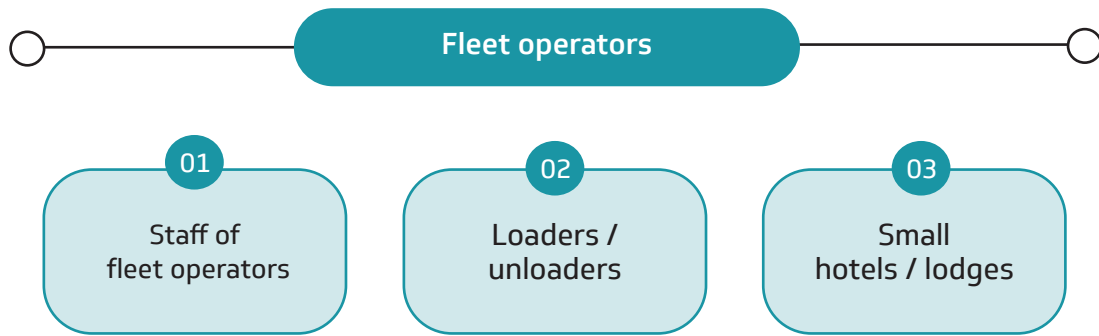 Fleet operators
01
Staff of
fleet operators
02
Loaders /
unloaders
03
Small
hotels / lodges